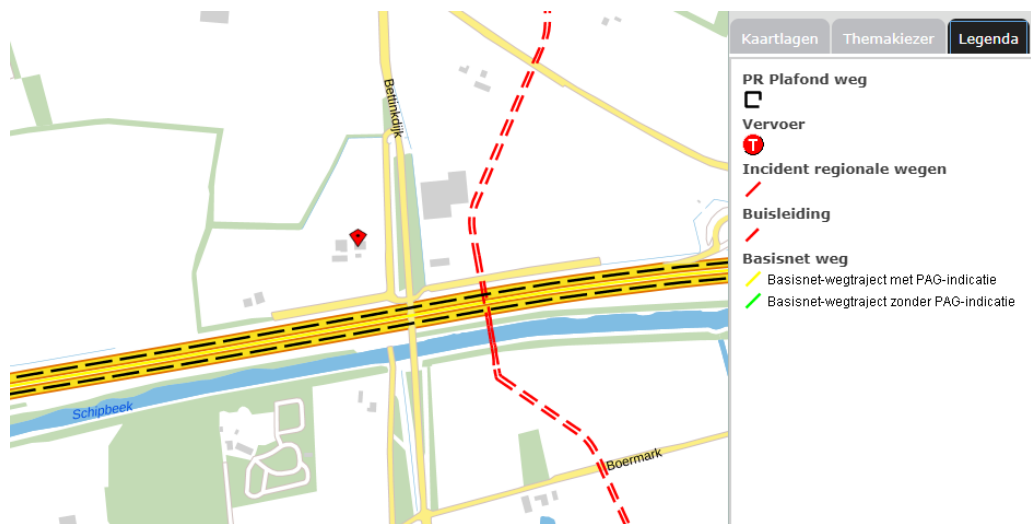 Bettinkdijk
Schipbeek
Boermark
Kaartlagen
Themakiezer
Legenda
PR Plafond weg
Vervoer
T
Incident regionale wegen
Buisleiding
Basisnet weg
Basisnet-wegtraject met PAG-indicatie
Basisnet-wegtraject zonder PAG-indicatie